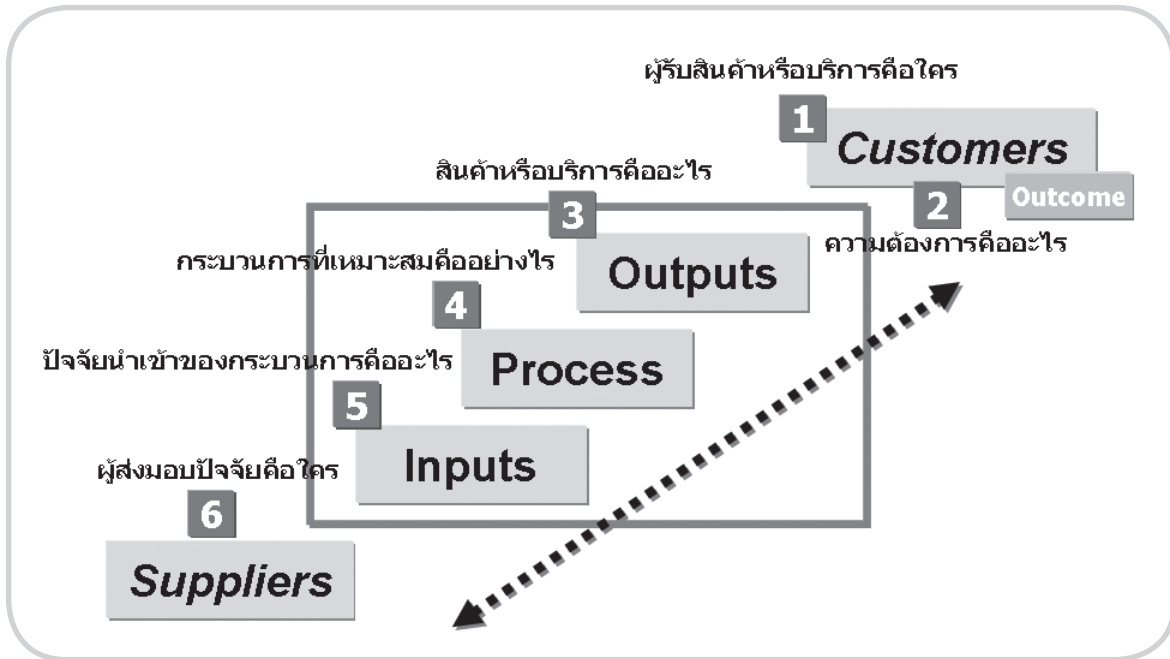 ผู้รับสินค้าหรือบริการคือใคร
1
Customers
2
Outcome
ความต้องการคืออะไร
สินค้าหรือบริการคืออะไร
3
Outputs
กระบวนการที่เหมาะสมคืออย่างไร
4
Process
ปัจจัยนำเข้าของกระบวนการคืออะไร
5
Inputs
ผู้ส่งมอบปัจจัยคือใคร
6
Suppliers